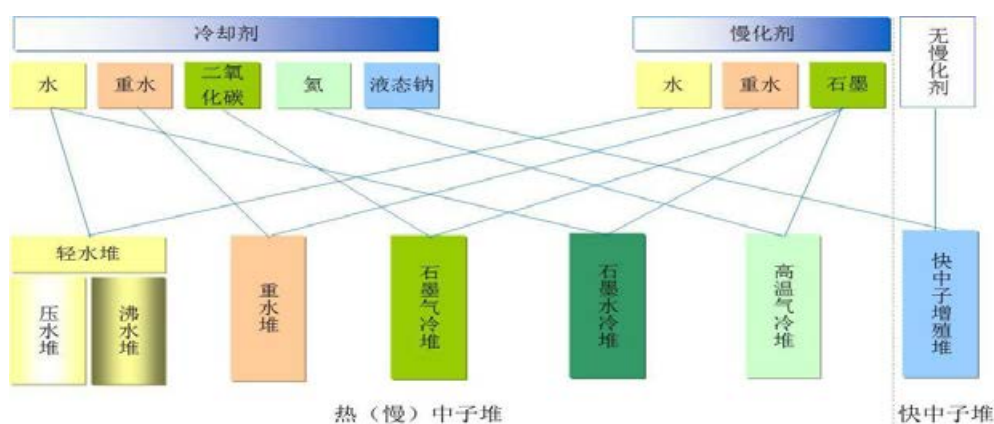 冷却剂
慢化剂
无慢化剂
水
重水
二氧
化碳
氦
液态钠
水
重水
石墨
轻水堆
压水堆
沸水堆
重水堆
石墨气冷堆
石墨水冷堆
高温气冷堆
快中子增殖堆
热（慢）中子堆
快中子堆